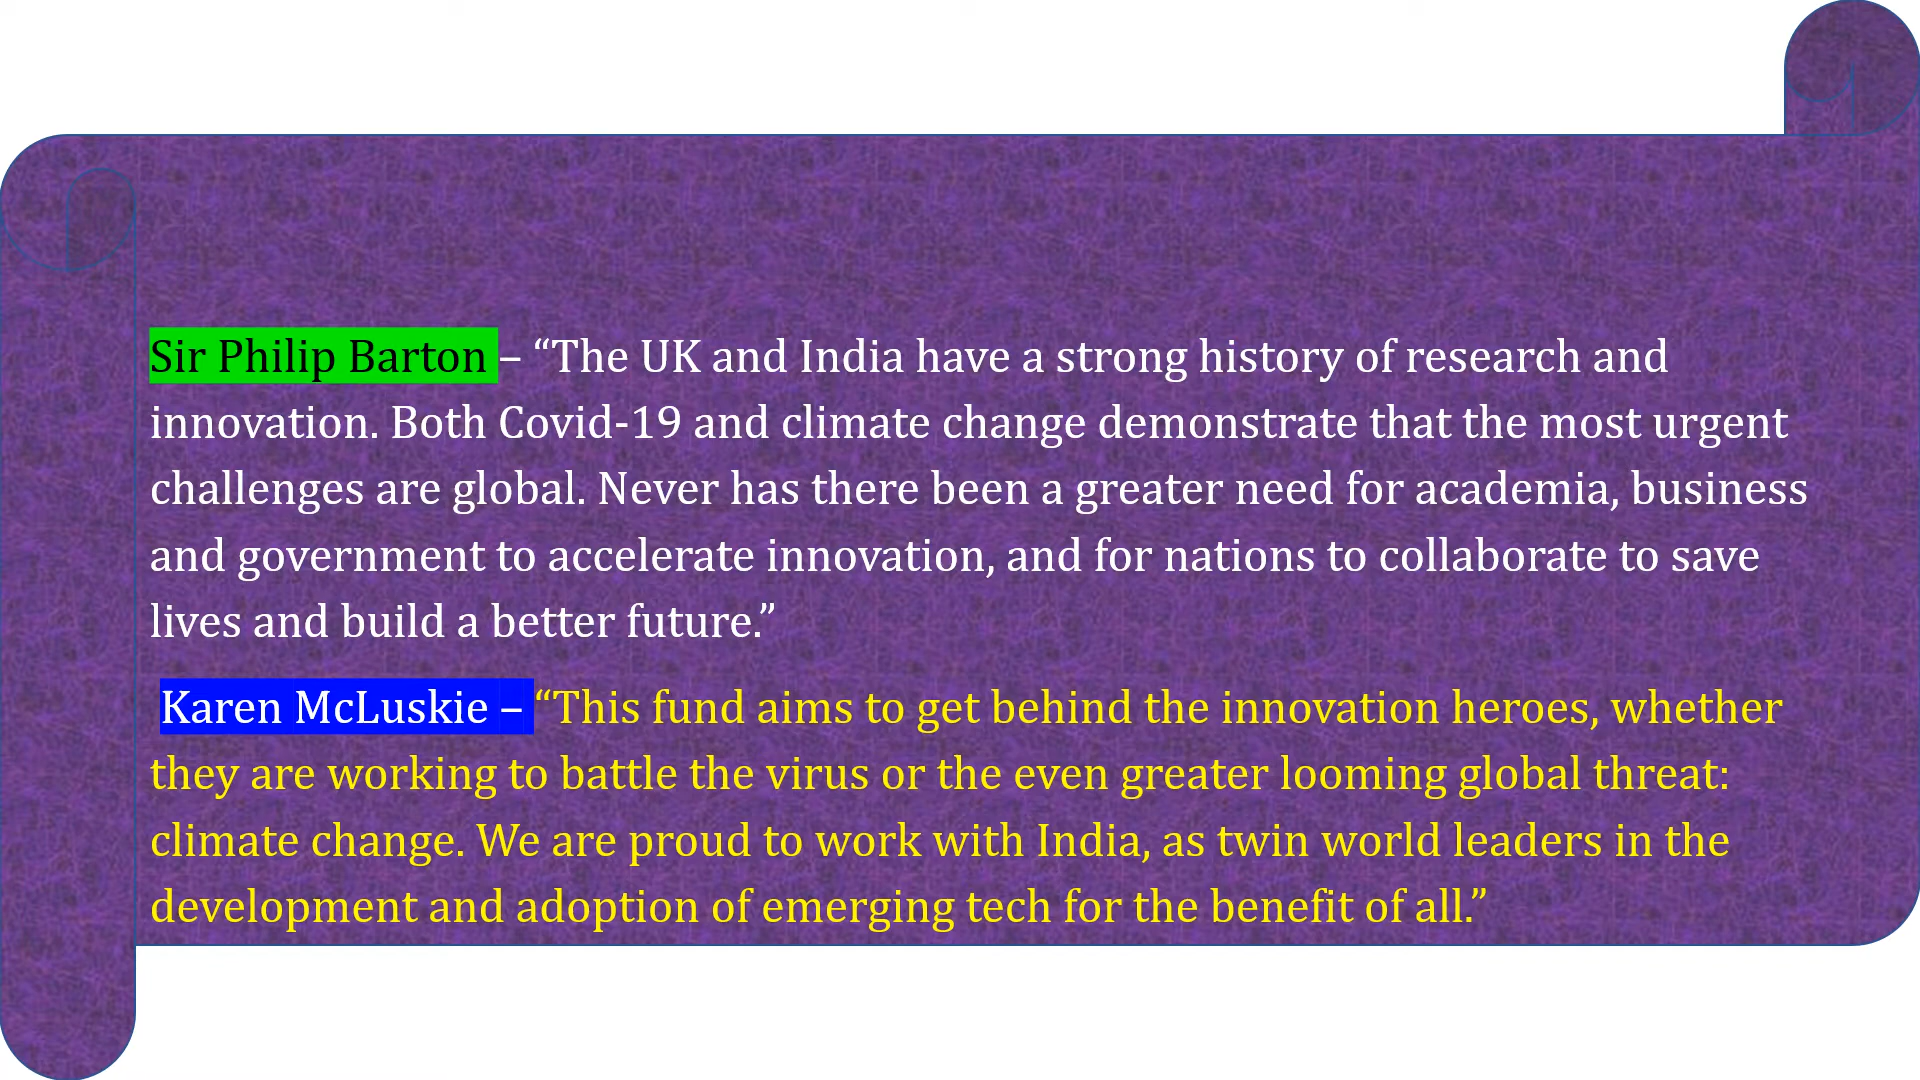 Sir Philip Barton – “The UK and India have a strong history of research and
innovation. Both Covid-19 and climate change demonstrate that the most urgent
challenges are global. Never has there been a greater need for academia, business
and government to accelerate innovation, and for nations to collaborate to save
lives and build a better future.”
Karen McLuskie – “This fund aims to get behind the innovation heroes, whether
they are working to battle the virus or the even greater looming global threat:
climate change. We are proud to work with India, as twin world leaders in the
development and adoption of emerging tech for the benefit of all.”